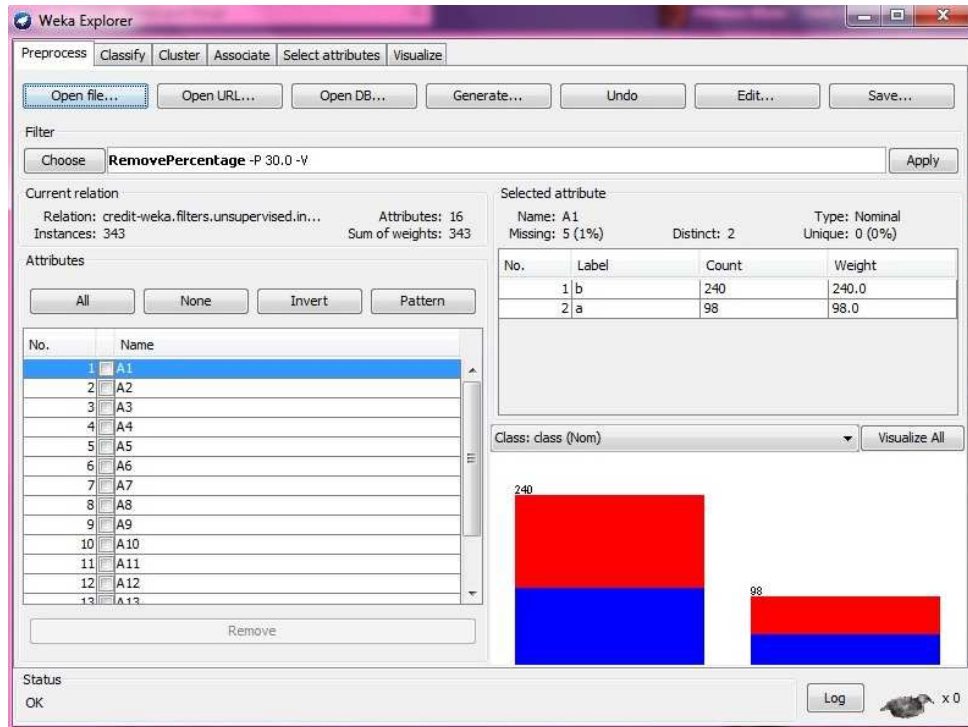 Weka Explorer
Preprocess Classify Cluster Associate Select attributes Visualize
Open file... Open URL... Open DB... Generate... Undo Edit... Save...
Filter
Choose RemovePercentage -P 30.0 -V Apply
Current relation
Relation: credit-weka.filters.unsupervised.in... Attributes: 16
Instances: 343 Sum of weights: 343
Attributes
All None Invert Pattern
No. Name
1 A1
2 A2
3 A3
4 A4
5 A5
6 A6
7 A7
8 A8
9 A9
10 A10
11 A11
12 A12
13 A13
Remove
Selected attribute
Name: A1 Type: Nominal
Missing: 5 (1%) Distinct: 2 Unique: 0 (0%)
No. Label Count Weight
1 b 240 240.0
2 a 98 98.0
Class: class (Nom) Visualize All
240
98
Status
OK
Log x 0